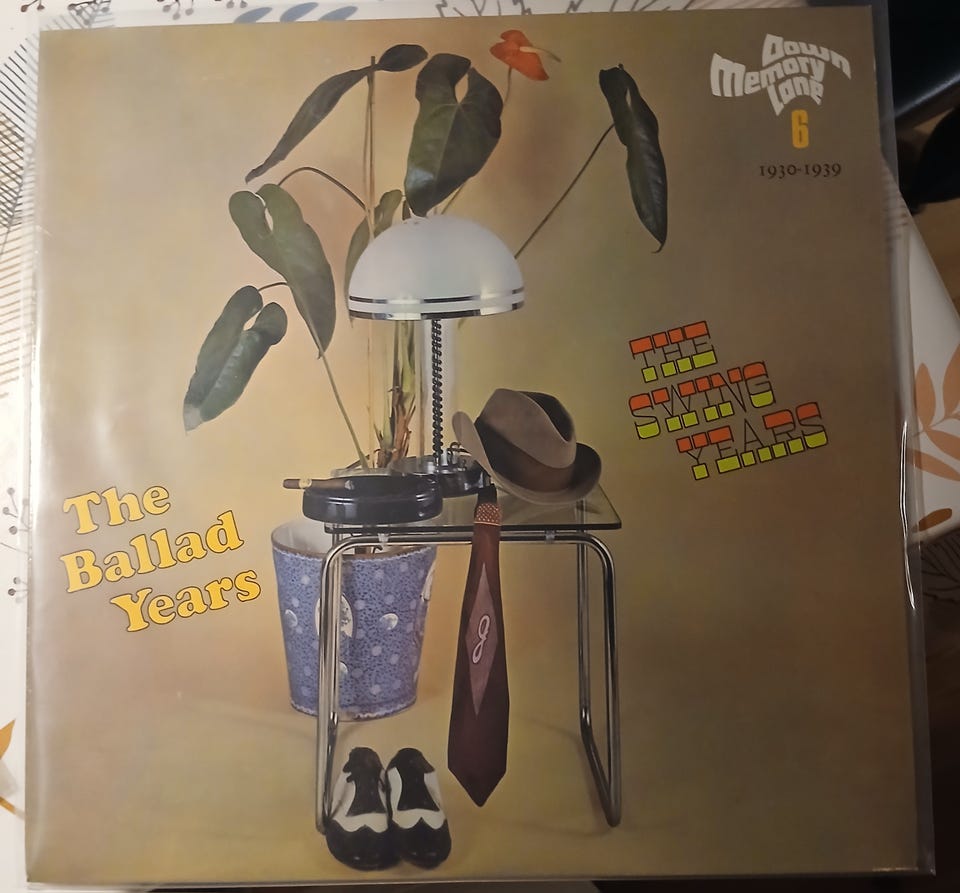 Down
Memory
Lane
6
1930-1939
THE
SWING
YEARS
The
Ballad
Years